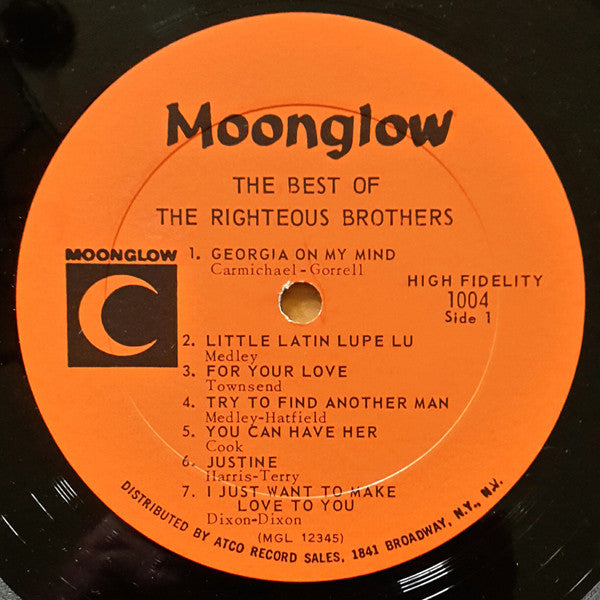 Moonglow
THE BEST OF
THE RIGHTEOUS BROTHERS
MOONGLOW
1. GEORGIA ON MY MIND
Carmichael-Gorrell
HIGH FIDELITY
1004
Side 1
2. LITTLE LATIN LUPE LU
Medley
3. FOR YOUR LOVE
Townsend
4. TRY TO FIND ANOTHER MAN
Medley-Hatfield
5. YOU CAN HAVE HER
Cook
6. JUSTINE
Harris-Terry
7. I JUST WANT TO MAKE
LOVE TO YOU
Dixon-Dixon
(MGL 12345)
DISTRIBUTED BY ATCO RECORD SALES, 1841 BROADWAY, N.Y., N.Y.